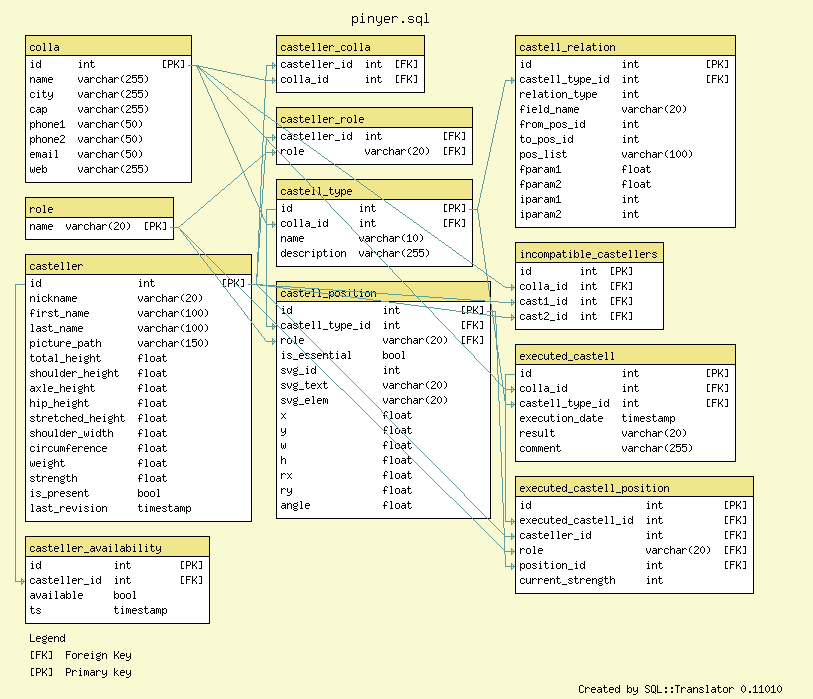 pinyer.sql
colla
id int [PK]
name varchar(255)
city varchar(255)
cap varchar(255)
phone1 varchar(50)
phone2 varchar(50)
email varchar(50)
web varchar(255)
role
name varchar(20) [PK]
casteller
id int [PK]
nickname varchar(20)
first_name varchar(100)
last_name varchar(100)
picture_path varchar(150)
total_height float
shoulder_height float
axle_height float
hip_height float
stretched_height float
shoulder_width float
circumference float
weight float
strength float
is_present bool
last_revision timestamp
casteller_availability
id int [PK]
casteller_id int [FK]
available bool
ts timestamp
Legend
[FK] Foreign Key
[PK] Primary key
casteller_colla
casteller_id int [FK]
colla_id int [FK]
casteller_role
casteller_id int [FK]
role varchar(20) [FK]
castell_type
id int [PK]
colla_id int [FK]
name varchar(10)
description varchar(255)
castell_position
id int [PK]
castell_type_id int [FK]
role varchar(20) [FK]
is_essential bool
svg_id int
svg_text varchar(20)
svg_elem varchar(20)
x float
y float
w float
h float
rx float
ry float
angle float
castell_relation
id int [PK]
castell_type_id int [FK]
relation_type int
field_name varchar(20)
from_pos_id int
to_pos_id int
pos_list varchar(100)
fparam1 float
fparam2 float
iparam1 int
iparam2 int
incompatible_castellers
id int [PK]
colla_id int [FK]
cast1_id int [FK]
cast2_id int [FK]
executed_castell
id int [PK]
colla_id int [FK]
castell_type_id int [FK]
execution_date timestamp
result varchar(20)
comment varchar(255)
executed_castell_position
id int [PK]
executed_castell_id int [FK]
casteller_id int [FK]
role varchar(20) [FK]
position_id int [FK]
current_strength int
Created by SQL::Translator 0.11010